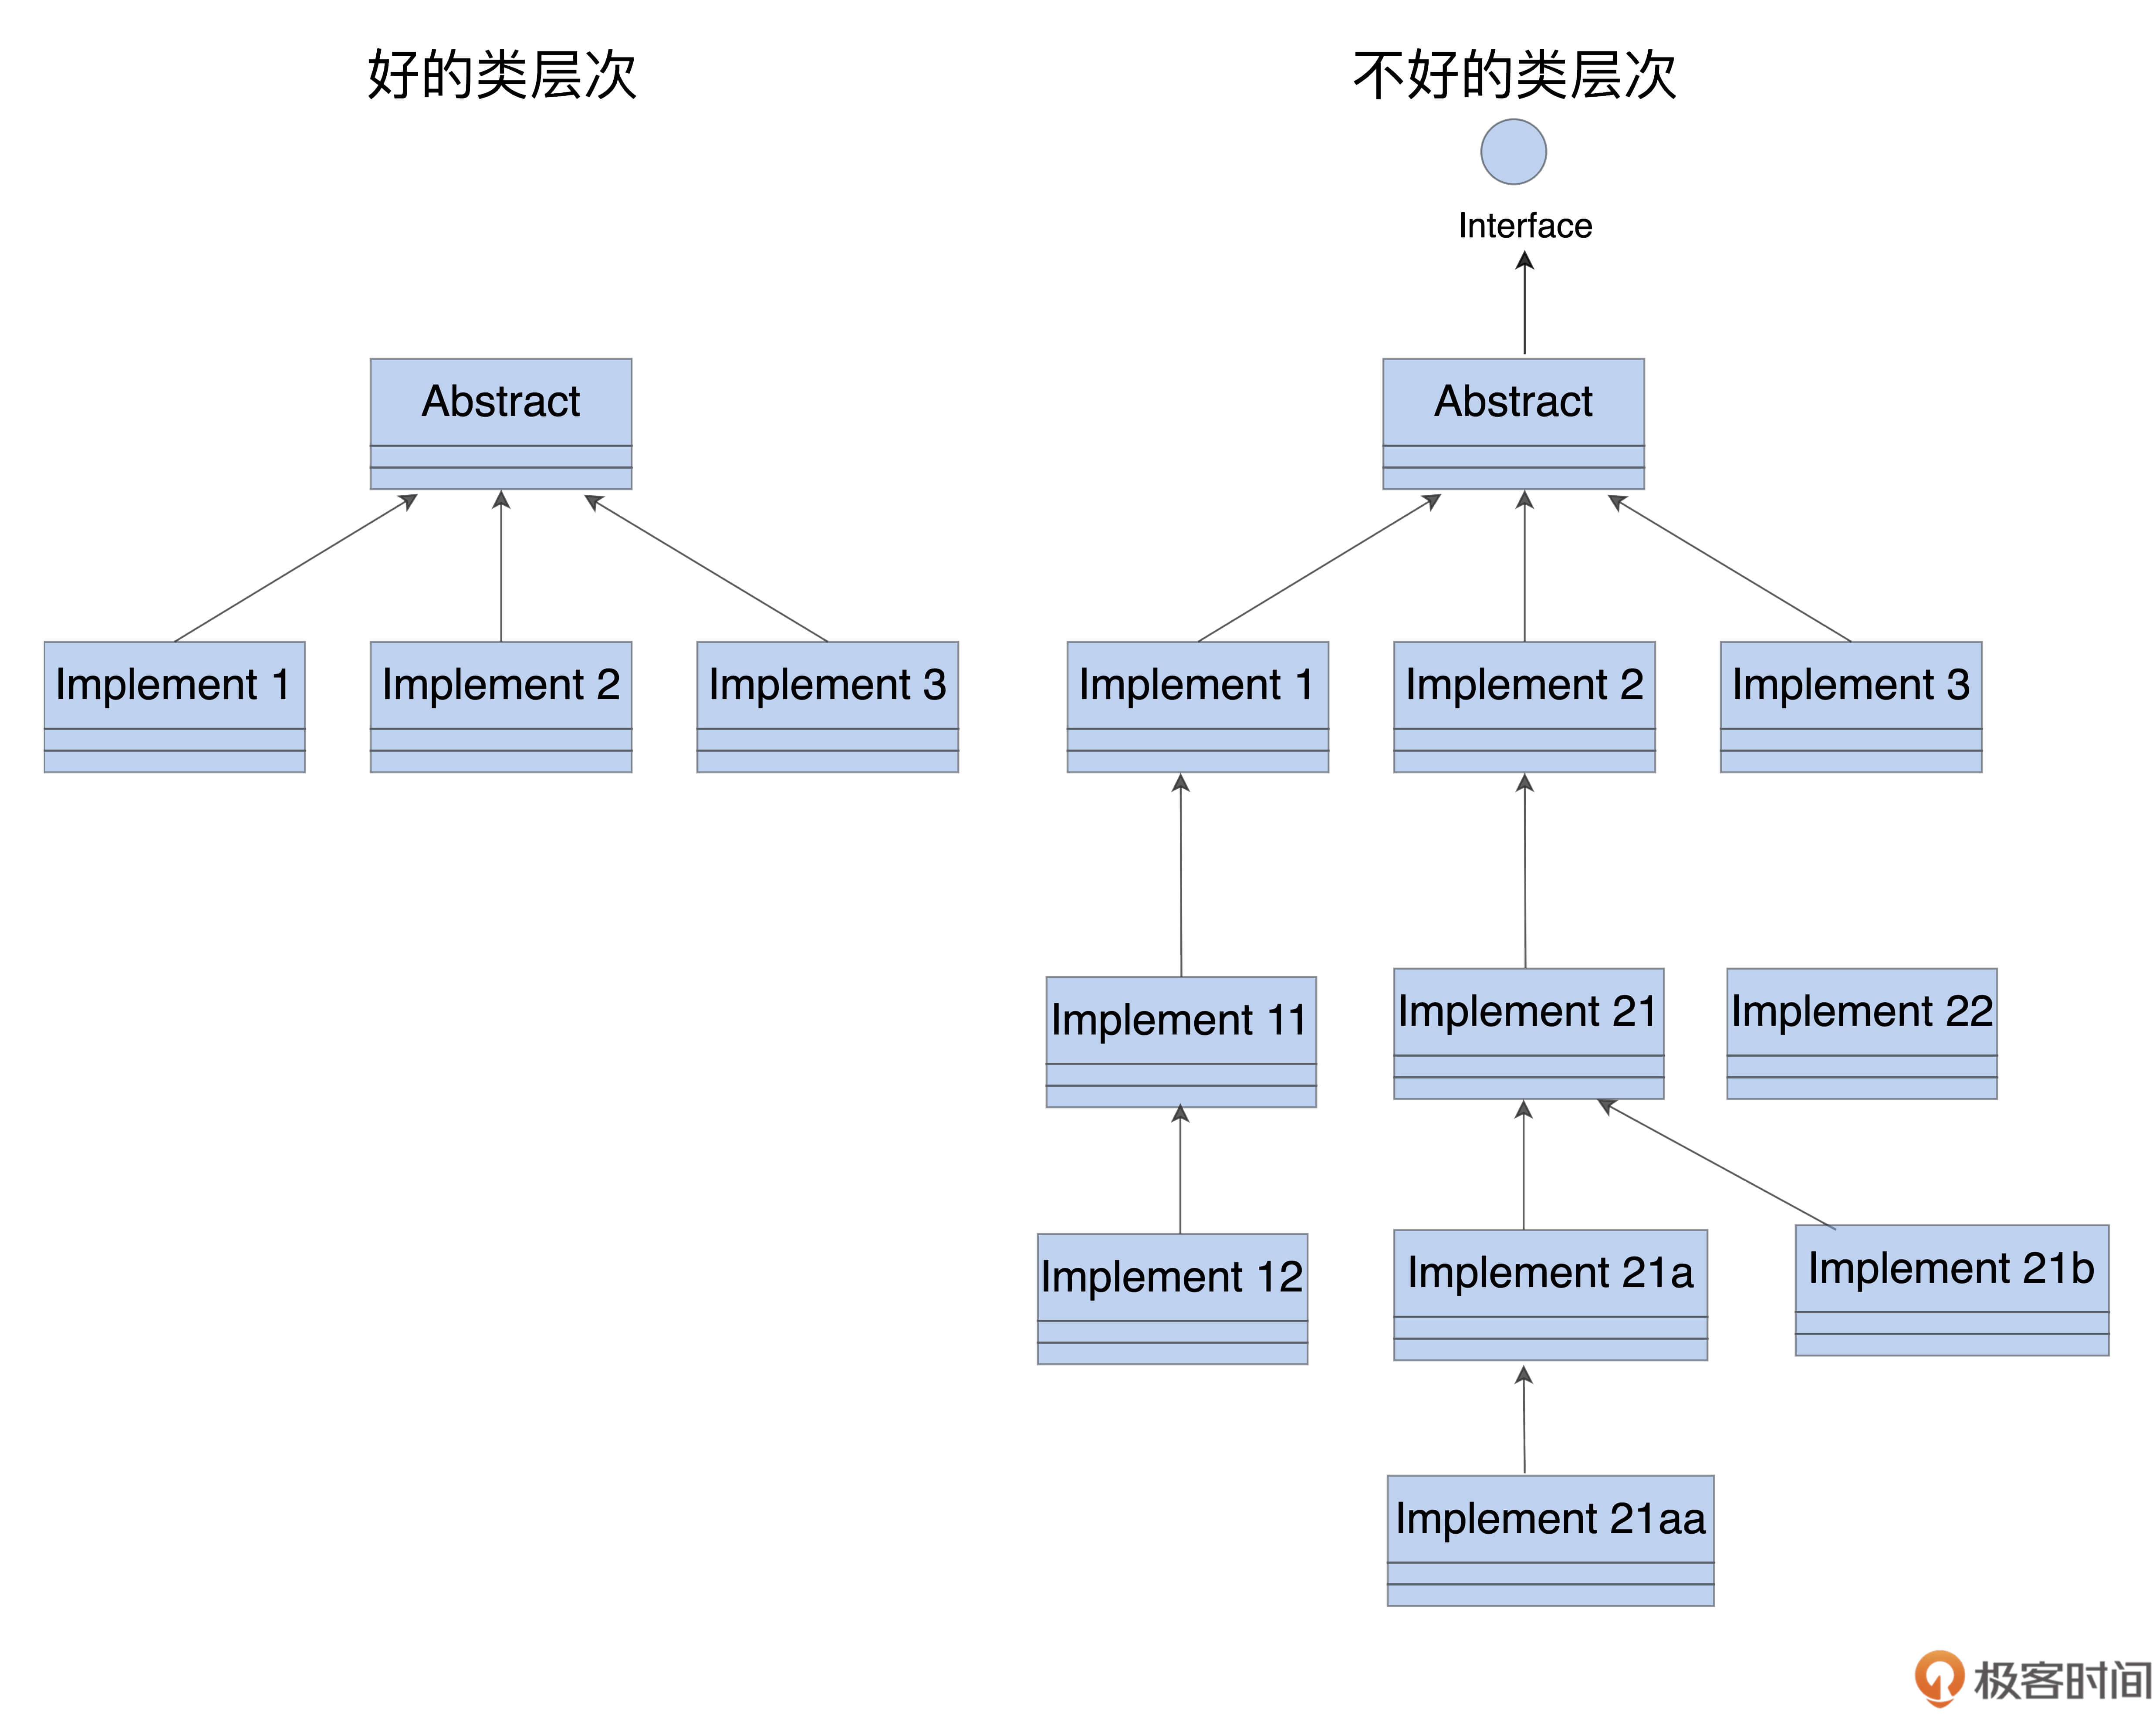 好的类层次
Abstract
Implement 1
Implement 2
Implement 3
不好的类层次
Interface
Abstract
Implement 1
Implement 2
Implement 3
Implement 11
Implement 21
Implement 22
Implement 12
Implement 21a
Implement 21b
Implement 21aa
极客时间